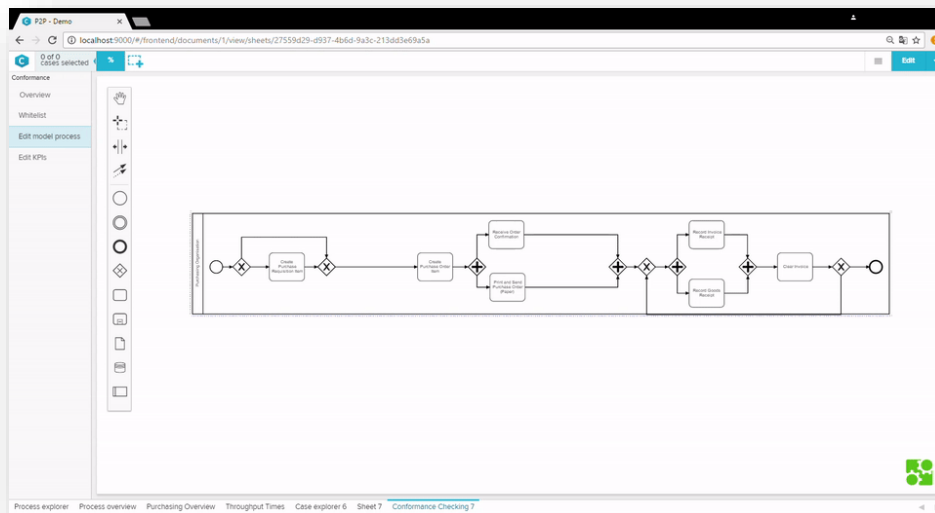 P2P - Demo
localhost:9000/#/frontend/documents/1/view/sheets/27559d29-d937-4b6d-9a3c-213dd3e69a5a
0 of 0
cases selected
Edit
Conformance
Overview
Whitelist
Edit model process
Edit KPIs
Purchasing Organization
Create
Purchase
Requisition Item
Create
Purchase Order
Item
Receive Order
Confirmation
Print and Send
Purchase Order
(Paper)
Record Invoice
Receipt
Record Goods
Receipt
Clear Invoice
Process explorer
Process overview
Purchasing Overview
Throughput Times
Case explorer 6
Sheet 7
Conformance Checking 7